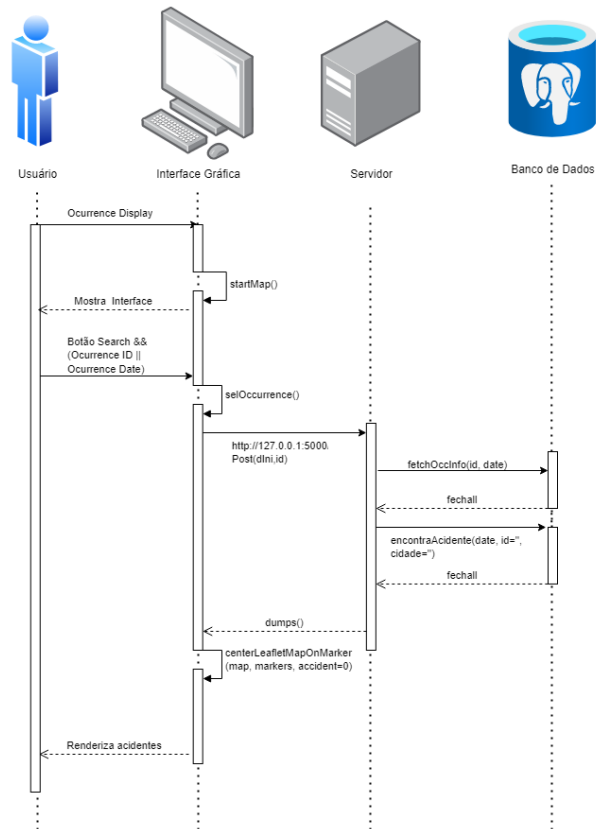 Usuário
Interface Gráfica
Servidor
Banco de Dados
Ocurrence Display
startMap()
Mostra  Interface
Botão Search &&
(Ocurrence ID ||
Ocurrence Date)
selOccurrence()
http://127.0.0.1:5000/
Post(dIni,id)
fetchOccInfo(id, date)
fechall
encontraAcidente(date, id='',
cidade='')
fechall
dumps()
centerLeafletMapOnMarker
(map, markers, accident=0)
Renderiza acidentes